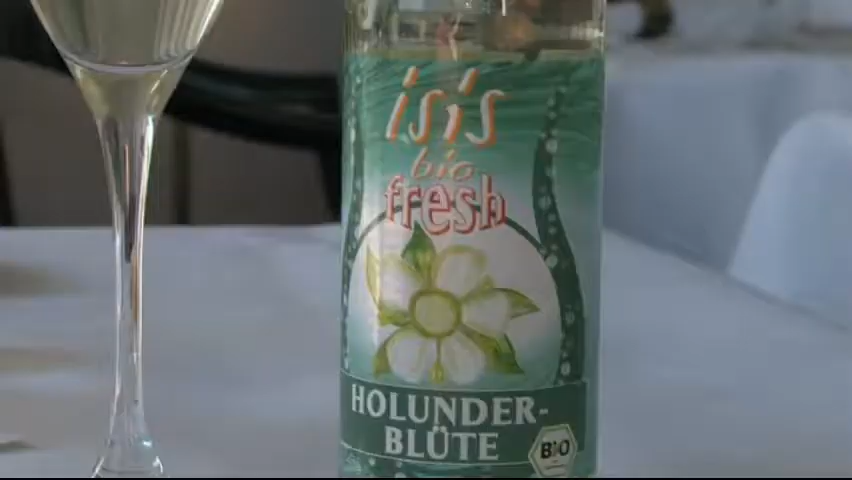 isis
bio
fresh
HOLUNDER-
BLÜTE
BIO